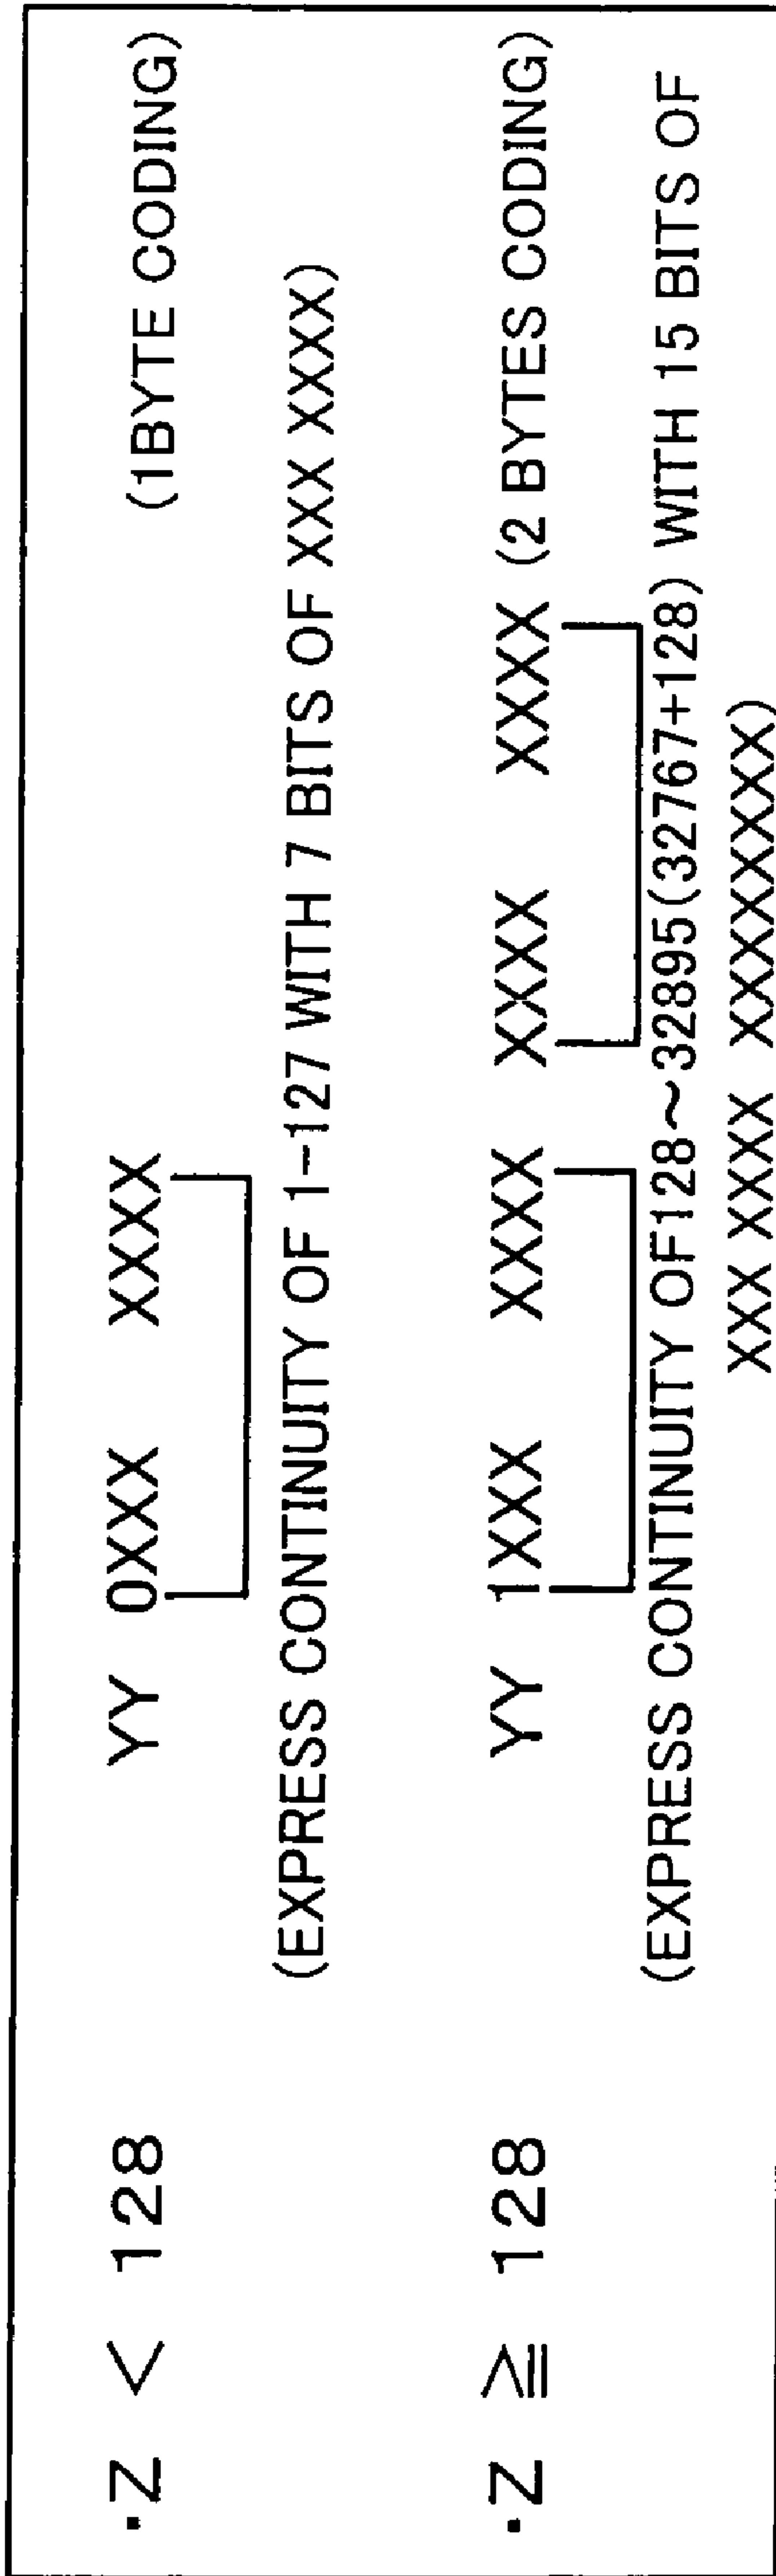 ·Z < 128 YY 0XXX XXXX (1BYTE CODING)
(EXPRESS CONTINUITY OF 1-127 WITH 7 BITS OF XXX XXXX)
·Z ≧ 128 YY 1XXX XXXX XXXX XXXX (2 BYTES CODING)
(EXPRESS CONTINUITY OF128~32895(32767+128) WITH 15 BITS OF
XXX XXXX XXXXXXXX)